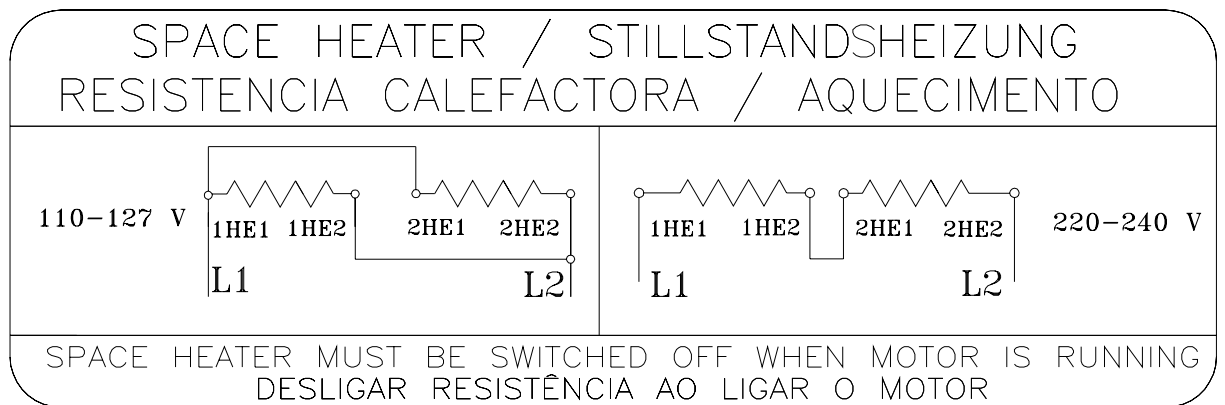 SPACE HEATER / STILLSTANDSHEIZUNG
RESISTENCIA CALEFACTORA / AQUECIMENTO
110-127 V
1HE1 1HE2 2HE1 2HE2
L1 L2
1HE1 1HE2 2HE1 2HE2
220-240 V
L1 L2
SPACE HEATER MUST BE SWITCHED OFF WHEN MOTOR IS RUNNING
DESLIGAR RESISTÊNCIA AO LIGAR O MOTOR